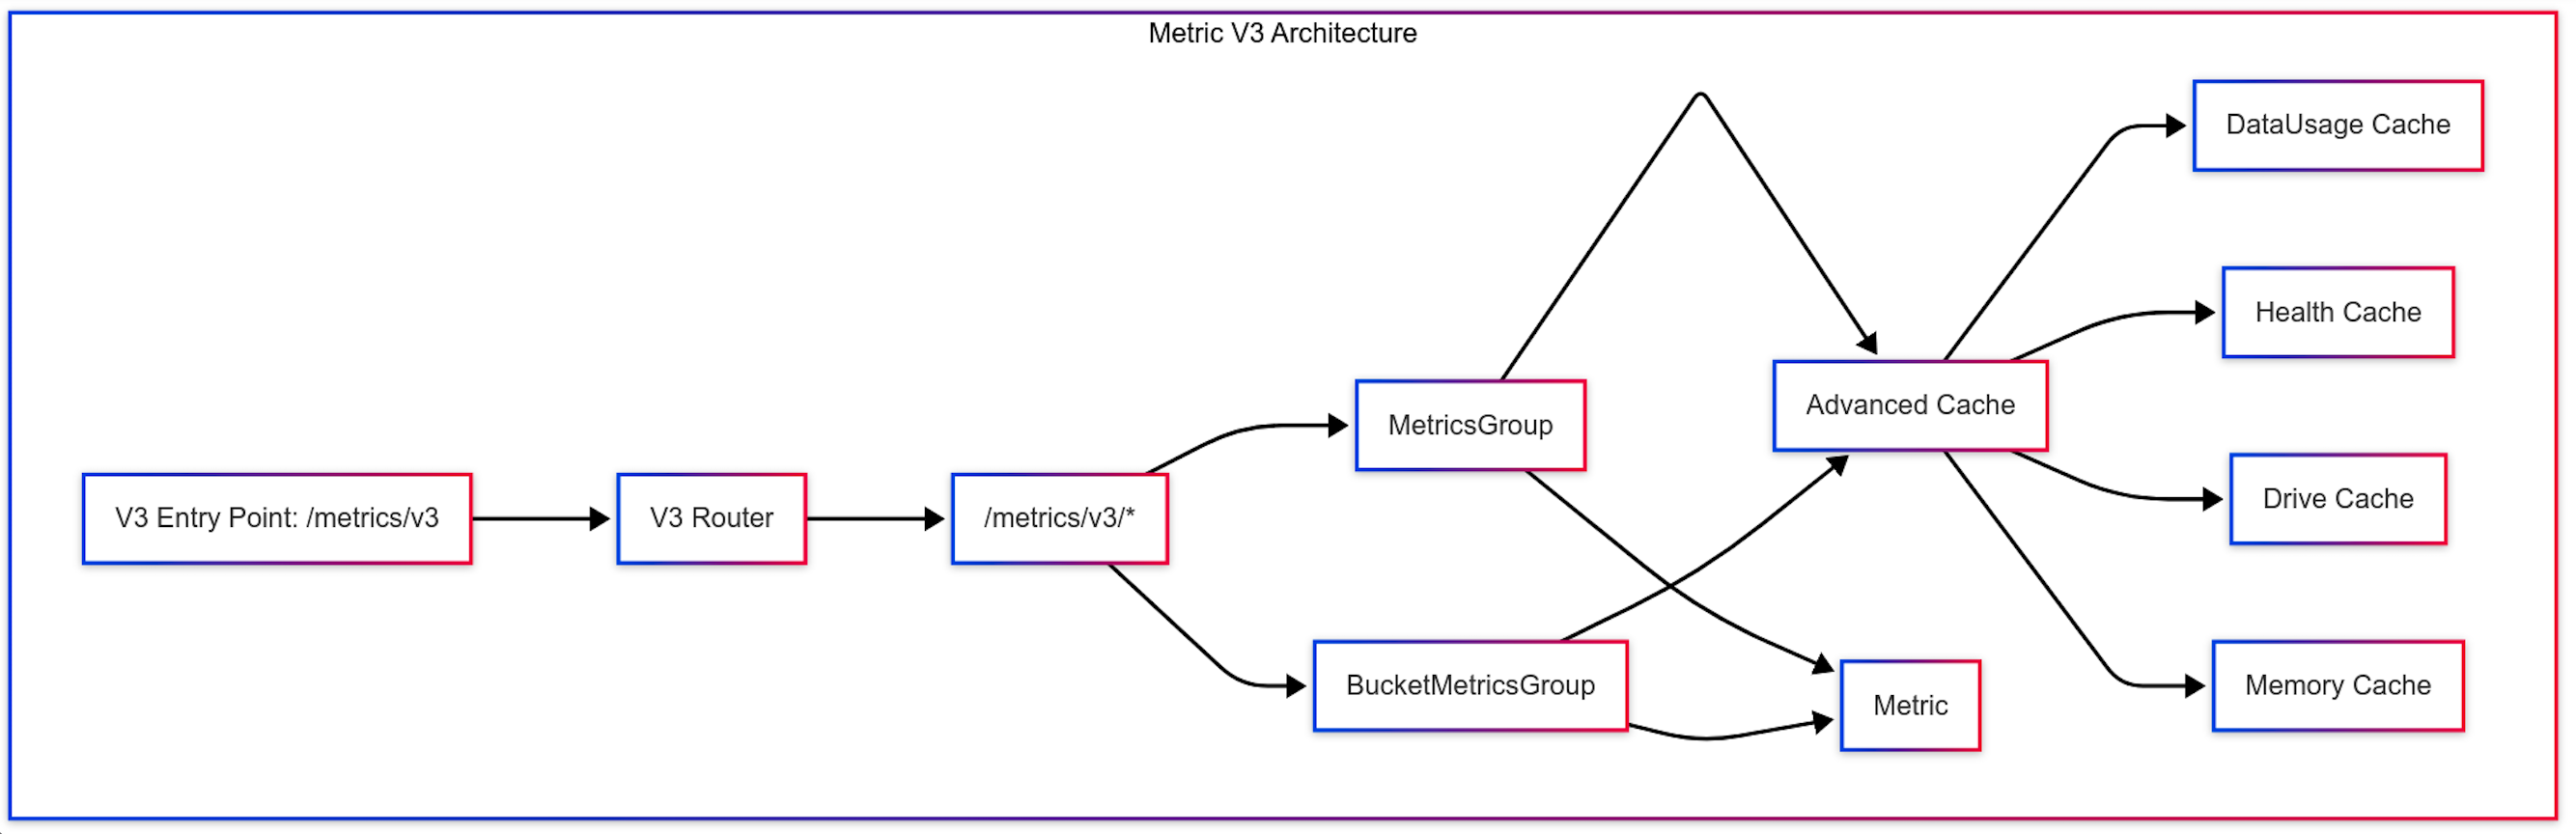 Metric V3 Architecture
V3 Entry Point: /metrics/v3
V3 Router
/metrics/v3/*
MetricsGroup
BucketMetricsGroup
Advanced Cache
Metric
DataUsage Cache
Health Cache
Drive Cache
Memory Cache